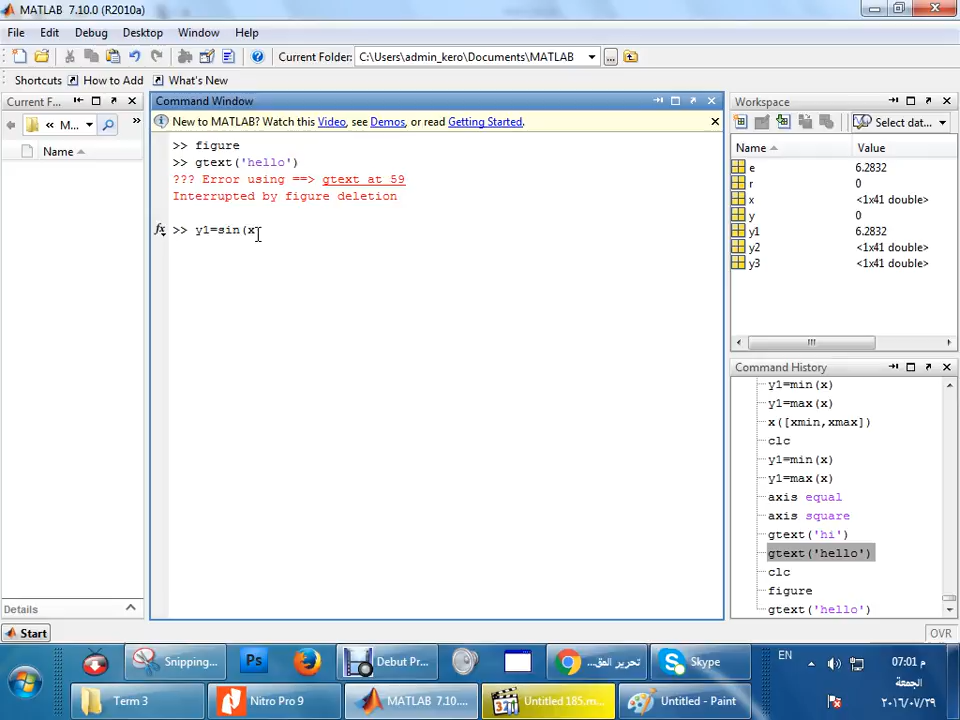 MATLAB 7.10.0 (R2010a)
File Edit Debug Desktop Window Help
Current Folder: C:\Users\admin_kero\Documents\MATLAB
Shortcuts How to Add What's New
Current F...
« M...
Name
Details
Command Window
New to MATLAB? Watch this Video, see Demos, or read Getting Started.
>> figure
>> gtext('hello')
??? Error using ==> gtext at 59
Interrupted by figure deletion
fx >> y1=sin(x
Workspace
Select dat...
Name Value
e 6.2832
r 0
x <1x41 double>
y 0
y1 6.2832
y2 <1x41 double>
y3 <1x41 double>
Command History
y1=min(x)
y1=max(x)
x([xmin,xmax])
clc
y1=min(x)
y1=max(x)
axis equal
axis square
gtext('hi')
gtext('hello')
clc
figure
gtext('hello')
Start
OVR
Snipping...
Ps
Debut Pr...
تحرير المق...
Skype
EN
07:01 م
الجمعة
٢٠١٦/٠٧/٢٩
Term 3
Nitro Pro 9
MATLAB 7.10....
Untitled 185.m...
Untitled - Paint